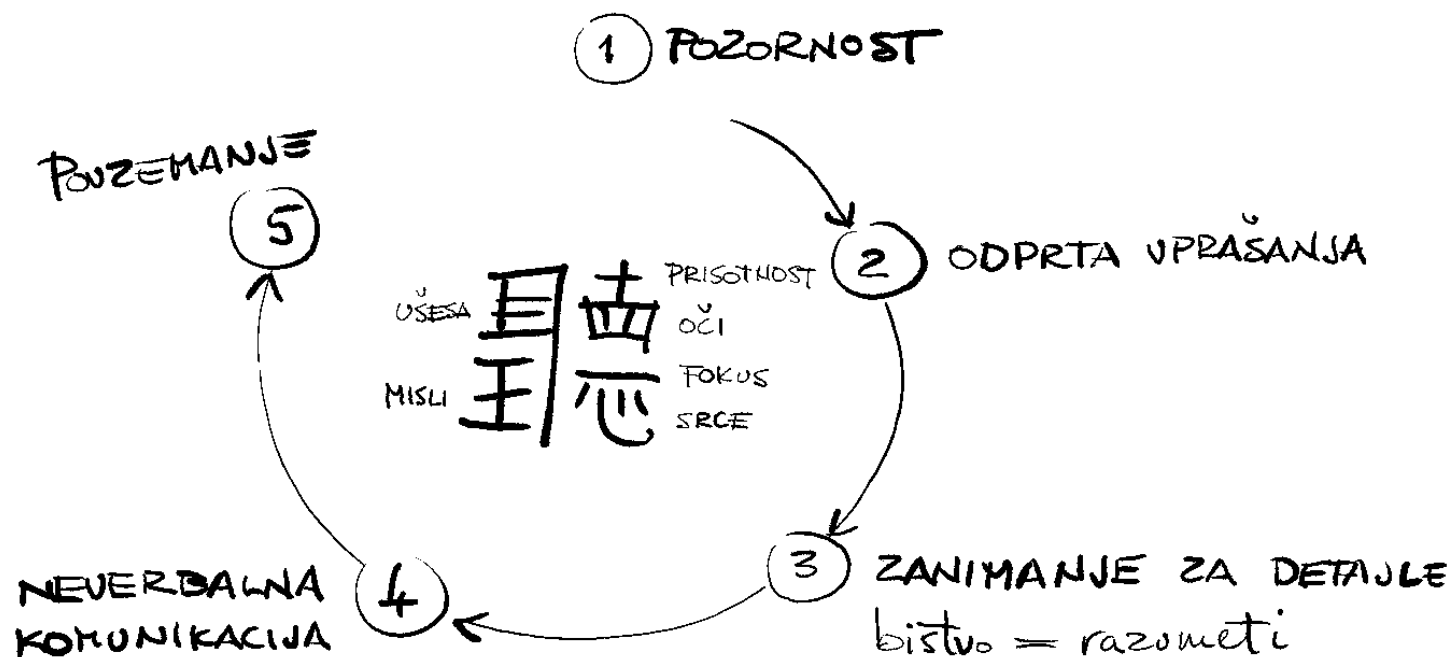 1 POZORNOST
2 ODPRTA VPRAŠANJA
3 ZANIMANJE ZA DETAJLE
bistvo = razumeti
4 NEVERBALNA
KOMUNIKACIJA
POVZEMANJE
5
聽
UŠESA
MISLI
PRISOTNOST
OČI
FOKUS
SRCE